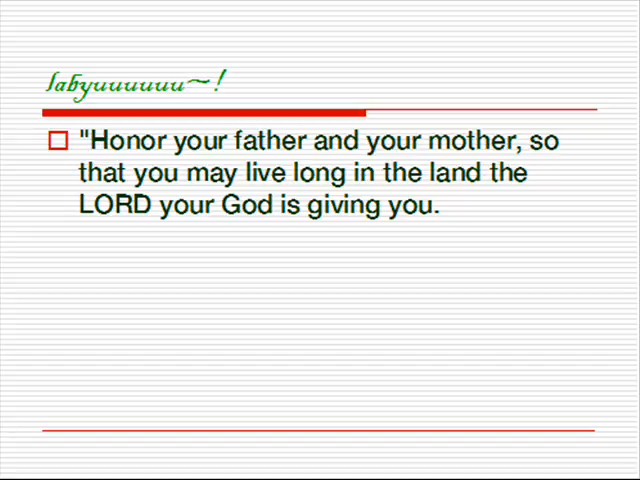 labyuuuuuu~!
"Honor your father and your mother, so
that you may live long in the land the
LORD your God is giving you.